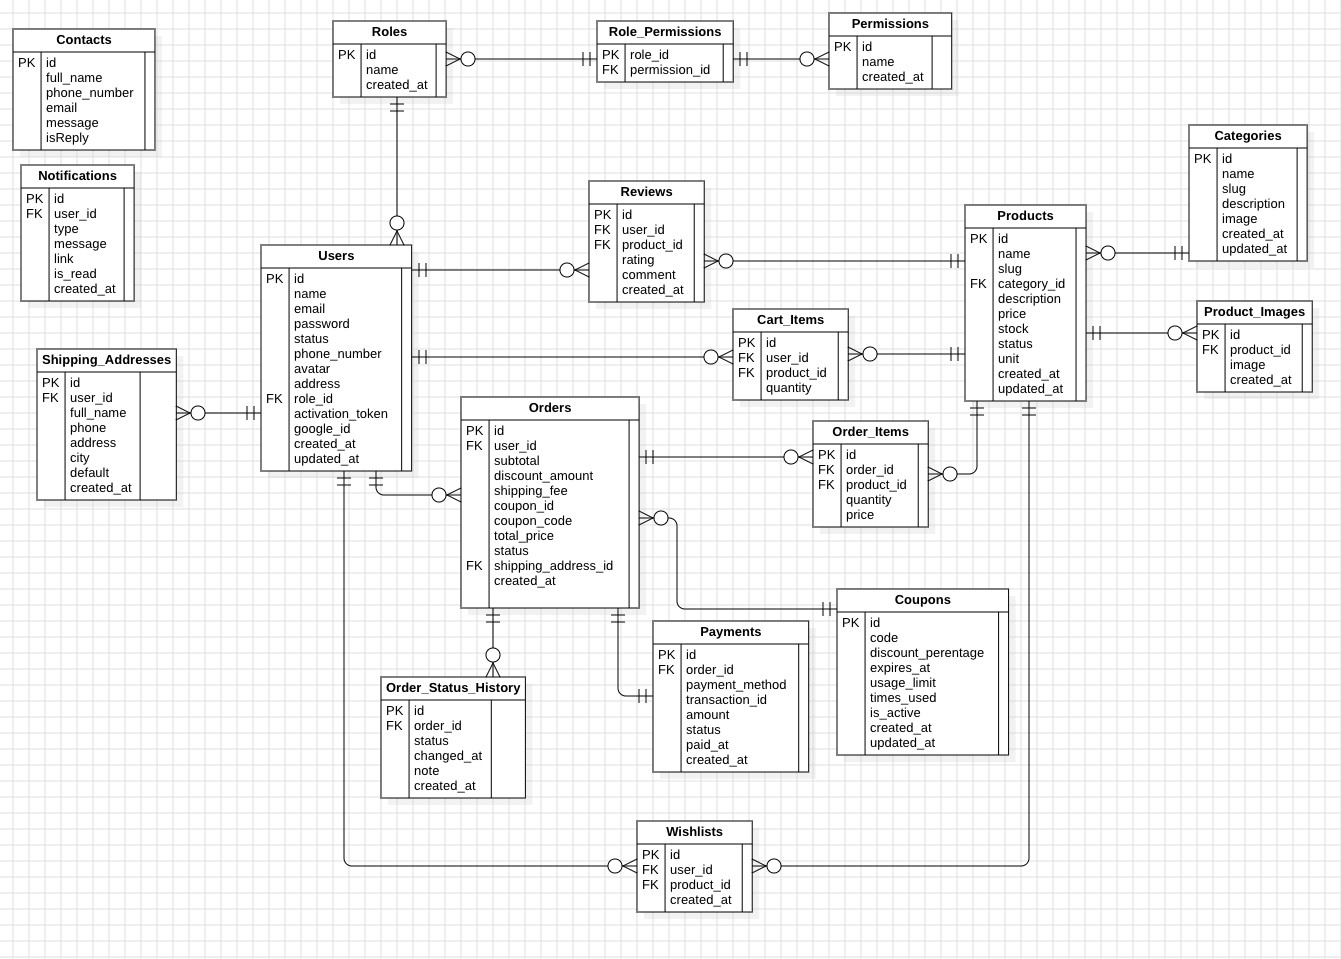 Contacts
PK id
full_name
phone_number
email
message
isReply
Roles
PK id
name
created_at
Role_Permissions
PK role_id
FK permission_id
Permissions
PK id
name
created_at
Categories
PK id
name
slug
description
image
created_at
updated_at
Notifications
PK id
FK user_id
type
message
link
is_read
created_at
Reviews
PK id
FK user_id
FK product_id
rating
comment
created_at
Products
PK id
name
slug
FK category_id
description
price
stock
status
unit
created_at
updated_at
Users
PK id
name
email
password
status
phone_number
avatar
address
FK role_id
activation_token
google_id
created_at
updated_at
Product_Images
PK id
FK product_id
image
created_at
Cart_Items
PK id
FK user_id
FK product_id
quantity
Shipping_Addresses
PK id
FK user_id
full_name
phone
address
city
default
created_at
Orders
PK id
FK user_id
subtotal
discount_amount
shipping_fee
coupon_id
coupon_code
total_price
status
FK shipping_address_id
created_at
Order_Items
PK id
FK order_id
FK product_id
quantity
price
Coupons
PK id
code
discount_perentage
expires_at
usage_limit
times_used
is_active
created_at
updated_at
Payments
PK id
FK order_id
payment_method
transaction_id
amount
status
paid_at
created_at
Order_Status_History
PK id
FK order_id
status
changed_at
note
created_at
Wishlists
PK id
FK user_id
FK product_id
created_at